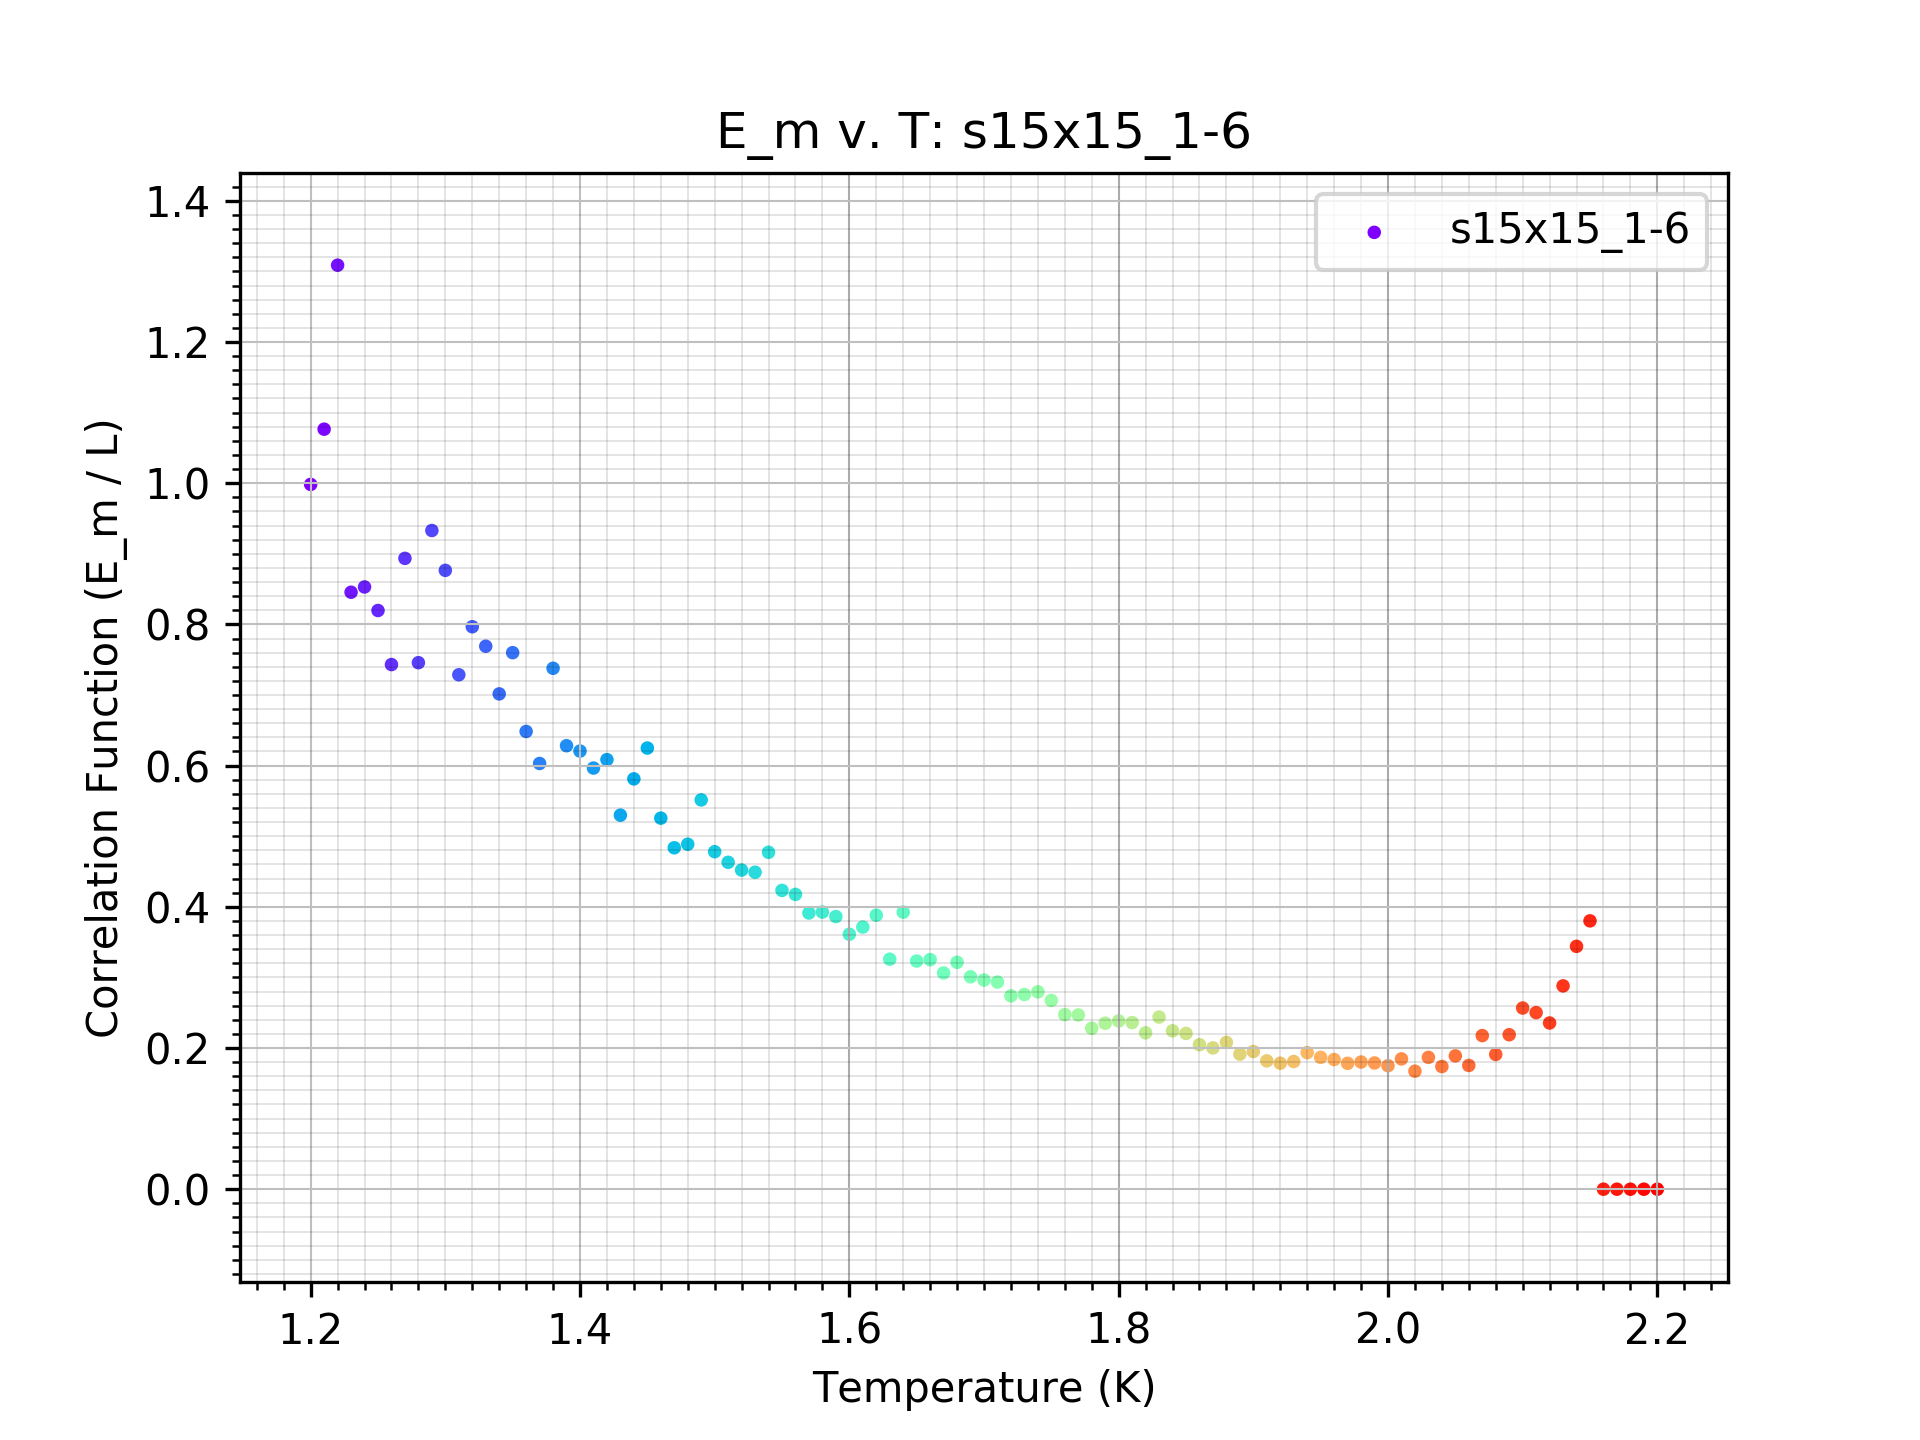 E_m v. T: s15x15_1-6
s15x15_1-6
Correlation Function (E_m / L)
1.4
1.2
1.0
0.8
0.6
0.4
0.2
0.0
1.2 1.4 1.6 1.8 2.0 2.2
Temperature (K)